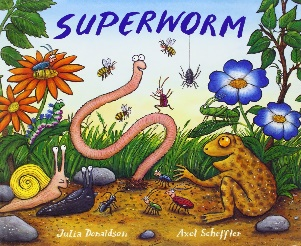 SUPERWORM
Julia Donaldson Axel Scheffler